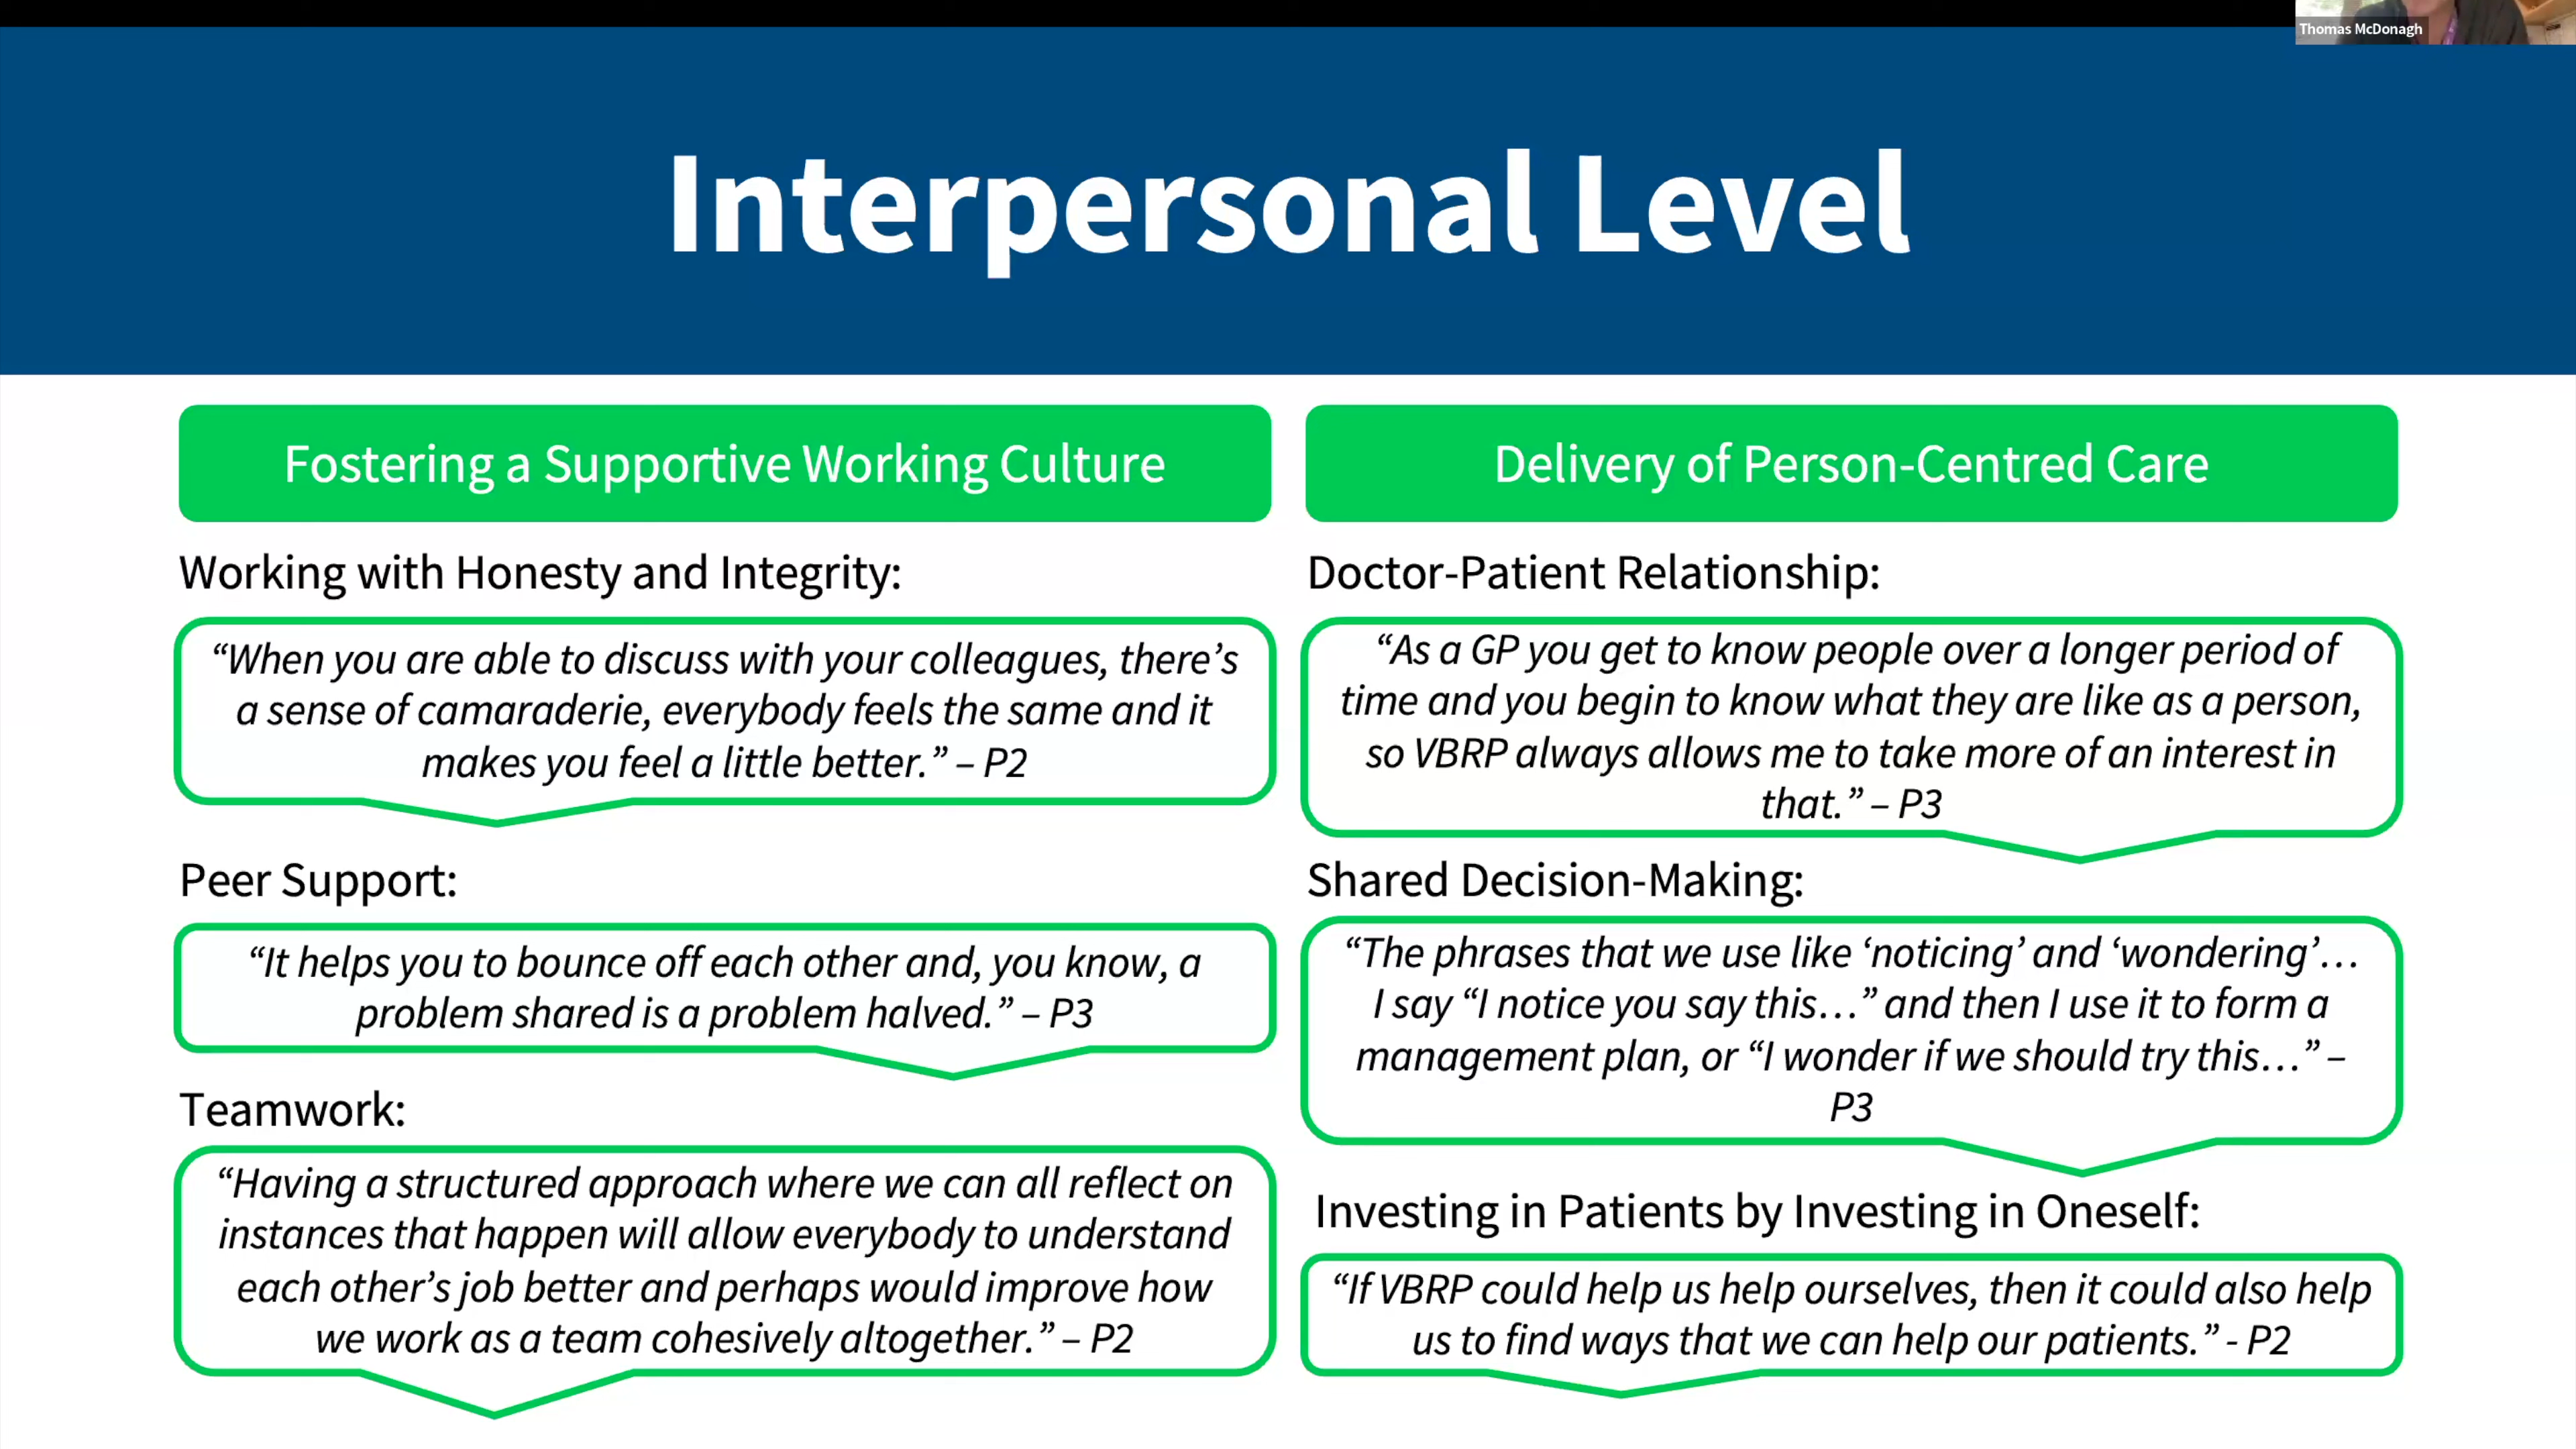 Thomas McDonagh
Interpersonal Level
Fostering a Supportive Working Culture
Working with Honesty and Integrity:
“When you are able to discuss with your colleagues, there’s
a sense of camaraderie, everybody feels the same and it
makes you feel a little better.” – P2
Peer Support:
“It helps you to bounce off each other and, you know, a
problem shared is a problem halved.” – P3
Teamwork:
“Having a structured approach where we can all reflect on
instances that happen will allow everybody to understand
each other’s job better and perhaps would improve how
we work as a team cohesively altogether.” – P2
Delivery of Person-Centred Care
Doctor-Patient Relationship:
“As a GP you get to know people over a longer period of
time and you begin to know what they are like as a person,
so VBRP always allows me to take more of an interest in
that.” – P3
Shared Decision-Making:
“The phrases that we use like ‘noticing’ and ‘wondering’…
I say “I notice you say this…” and then I use it to form a
management plan, or “I wonder if we should try this…” –
P3
Investing in Patients by Investing in Oneself:
“If VBRP could help us help ourselves, then it could also help
us to find ways that we can help our patients.” - P2